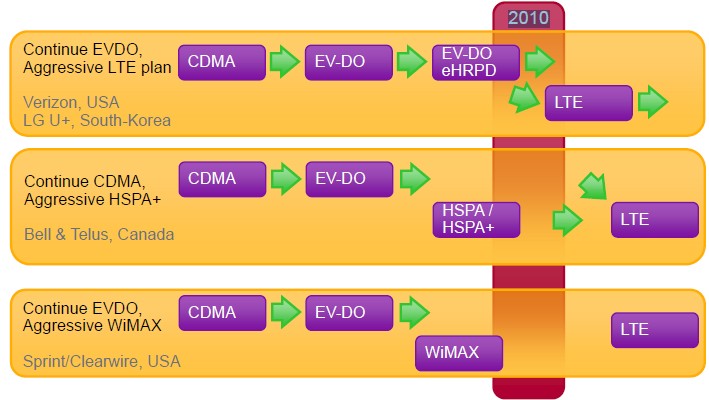 2010
Continue EVDO,
Aggressive LTE plan
Verizon, USA
LG U+, South-Korea
CDMA
EV-DO
EV-DO
eHRPD
LTE
Continue CDMA,
Aggressive HSPA+
Bell & Telus, Canada
CDMA
EV-DO
HSPA /
HSPA+
LTE
Continue EVDO,
Aggressive WiMAX
Sprint/Clearwire, USA
CDMA
EV-DO
WiMAX
LTE